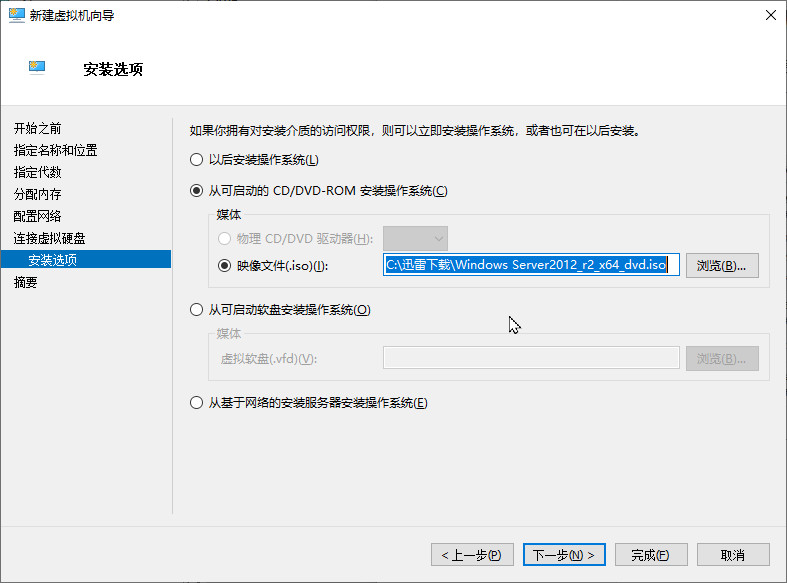 新建虚拟机向导
安装选项
开始之前
指定名称和位置
指定代数
分配内存
配置网络
连接虚拟硬盘
安装选项
摘要
如果你拥有对安装介质的访问权限，则可以立即安装操作系统，或者也可在以后安装。
以后安装操作系统(L)
从可启动的 CD/DVD-ROM 安装操作系统(C)
媒体
物理 CD/DVD 驱动器(H):
映像文件(.iso)(I): C:\迅雷下载\Windows Server2012_r2_x64_dvd.iso 浏览(B)...
从可启动软盘安装操作系统(O)
媒体
虚拟软盘(.vfd)(V): 浏览(B)...
从基于网络的安装服务器安装操作系统(E)
< 上一步(P) 下一步(N) > 完成(F) 取消